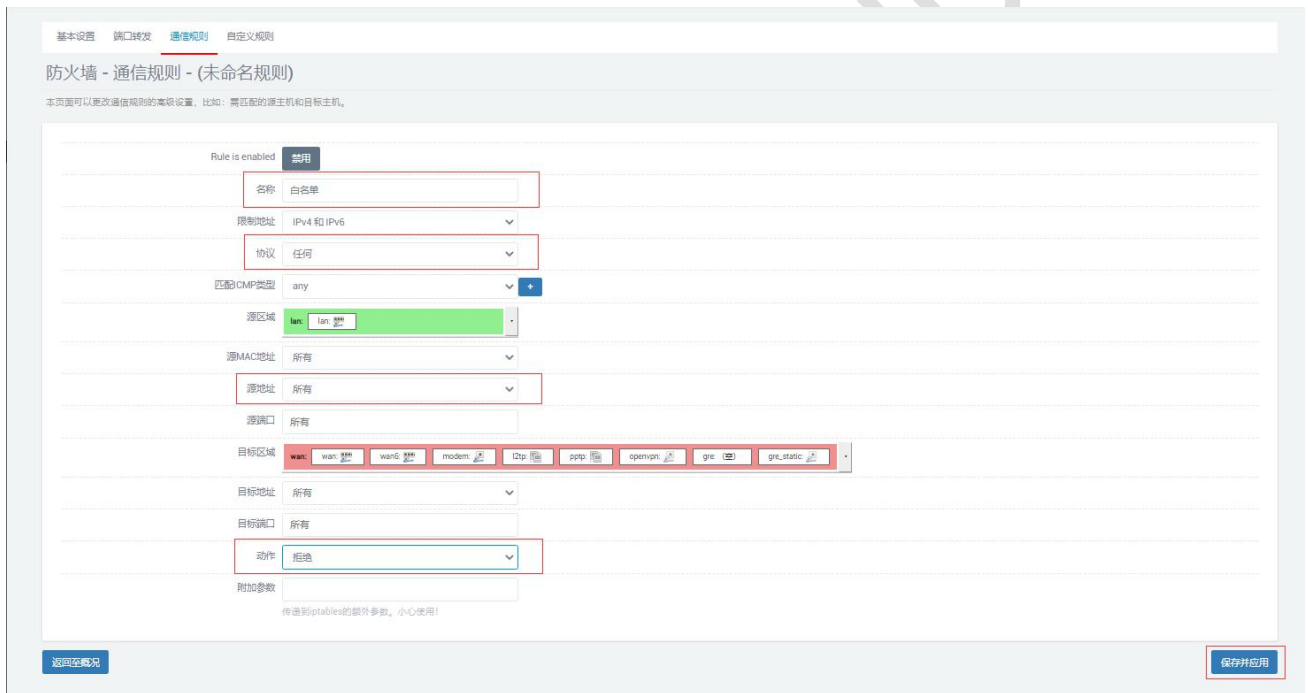 基本设置 端口转发 通信规则 自定义规则
防火墙 - 通信规则 - (未命名规则)
本页面可以更改通信规则的高级设置，比如：需匹配的源主机和目标主机。
Rule is enabled 禁用
名称 白名单
限制地址 IPv4 和 IPv6
协议 任何
匹配ICMP类型 any +
源区域 lan: lan:
源MAC地址 所有
源地址 所有
源端口 所有
目标区域 wan: wan: wan6: modem: l2tp: pptp: openvpn: gre: gre_static:
目标地址 所有
目标端口 所有
动作 拒绝
附加参数
传递到iptables的额外参数。小心使用！
返回至概况 保存并应用